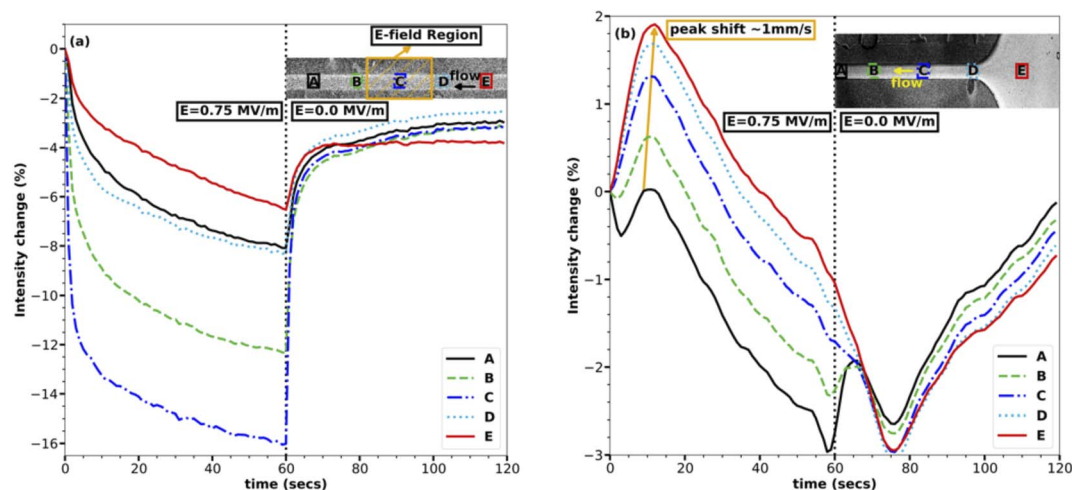 (a)
E-field Region
A
B
C
D
flow
E
E=0.75 MV/m
E=0.0 MV/m
Intensity change (%)
0
−2
−4
−6
−8
−10
−12
−14
−16
A
B
C
D
E
0
20
40
60
80
100
120
time (secs)
(b)
peak shift ~1mm/s
A
B
C
D
E
flow
E=0.75 MV/m
E=0.0 MV/m
Intensity change (%)
2
1
0
−1
−2
−3
A
B
C
D
E
0
20
40
60
80
100
120
time (secs)